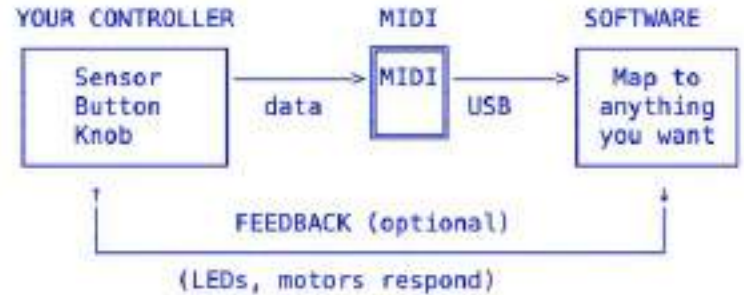 YOUR CONTROLLER MIDI SOFTWARE
Sensor MIDI Map to
Button data USB anything
Knob you want
FEEDBACK (optional)
(LEDs, motors respond)